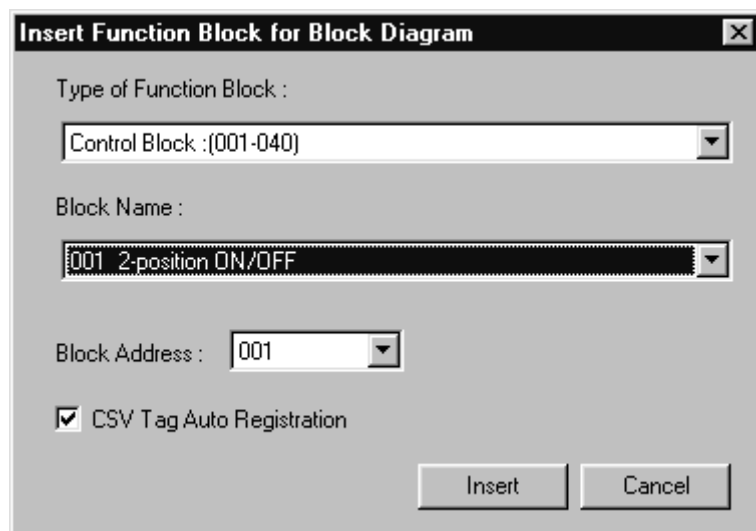 Insert Function Block for Block Diagram
Type of Function Block :
Control Block :(001-040)
Block Name :
001 2-position ON/OFF
Block Address : 001
CSV Tag Auto Registration
Insert Cancel